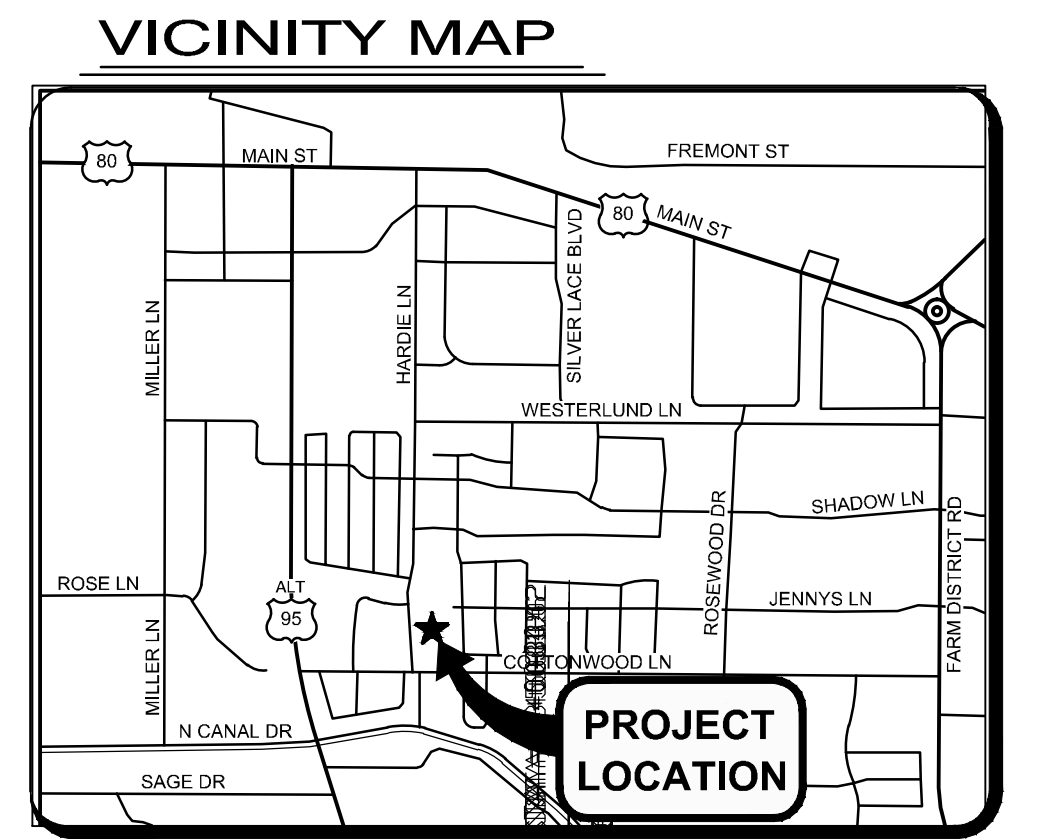 VICINITY MAP
FREMONT ST
MAIN ST
80
80
MAIN ST
SILVER LACE BLVD
HARDIE LN
MILLER LN
WESTERLUND LN
SHADOW LN
ROSEWOOD DR
FARM DISTRICT RD
ROSE LN
ALT
95
JENNYS LN
MILLER LN
COTTONWOOD LN
N CANAL DR
PROJECT
LOCATION
SAGE DR